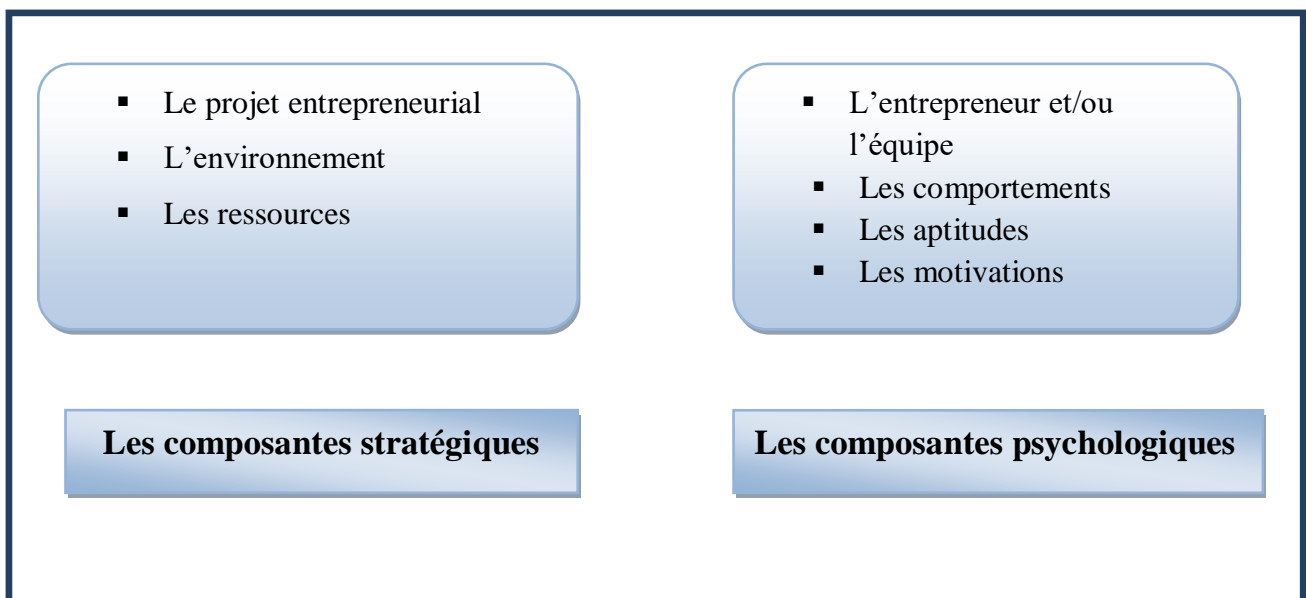 ▪ Le projet entrepreneurial
▪ L’environnement
▪ Les ressources
▪ L’entrepreneur et/ou
l’équipe
▪ Les comportements
▪ Les aptitudes
▪ Les motivations
Les composantes stratégiques
Les composantes psychologiques